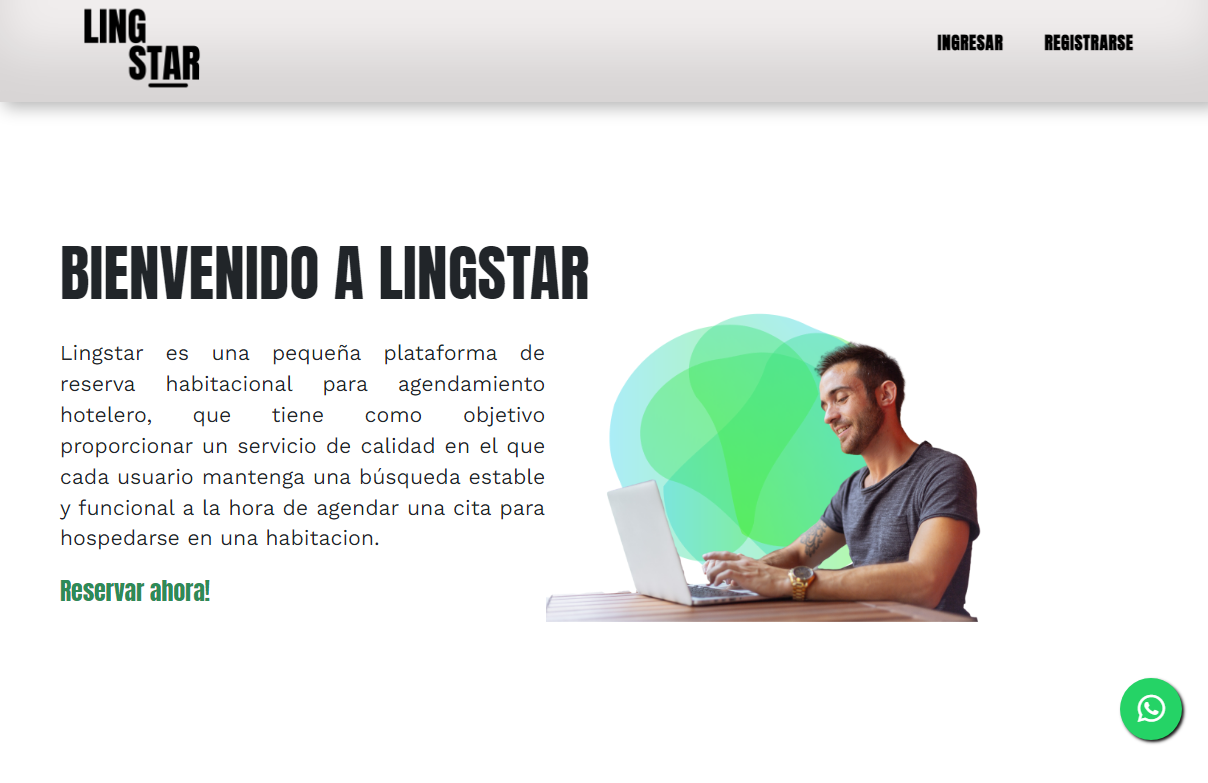 LING
STAR
INGRESAR REGISTRARSE
BIENVENIDO A LINGSTAR
Lingstar es una pequeña plataforma de
reserva habitacional para agendamiento
hotelero, que tiene como objetivo
proporcionar un servicio de calidad en el que
cada usuario mantenga una búsqueda estable
y funcional a la hora de agendar una cita para
hospedarse en una habitacion.
Reservar ahora!